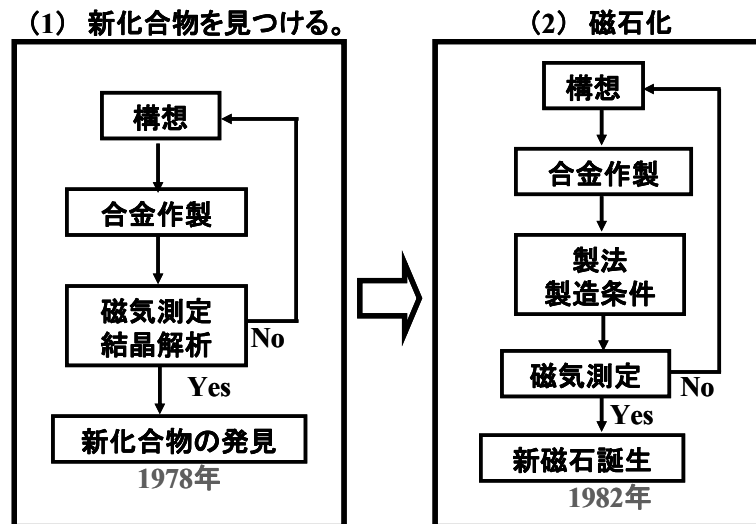 (1) 新化合物を見つける。
構想
合金作製
磁気測定
結晶解析
No
Yes
新化合物の発見
1978年
(2) 磁石化
構想
合金作製
製法
製造条件
磁気測定
No
Yes
新磁石誕生
1982年